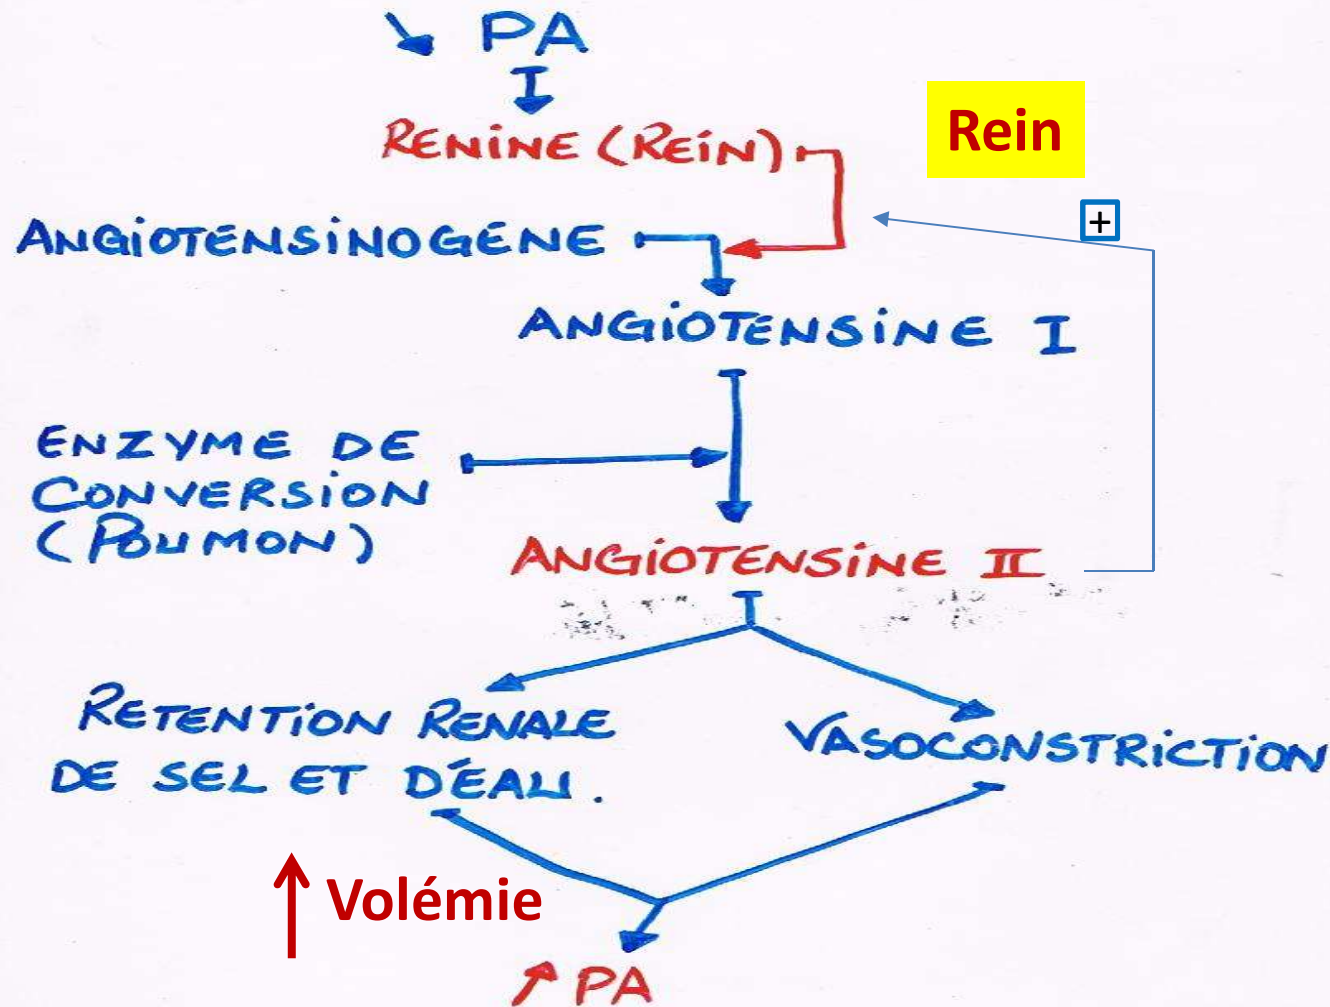 ↘ PA
RENINE (REIN)
Rein
+
ANGIOTENSINOGENE
ANGIOTENSINE I
ENZYME DE
CONVERSION
(POUMON)
ANGIOTENSINE II
RETENTION RENALE
DE SEL ET D'EAU.
VASOCONSTRICTION
↑ Volémie
↗ PA